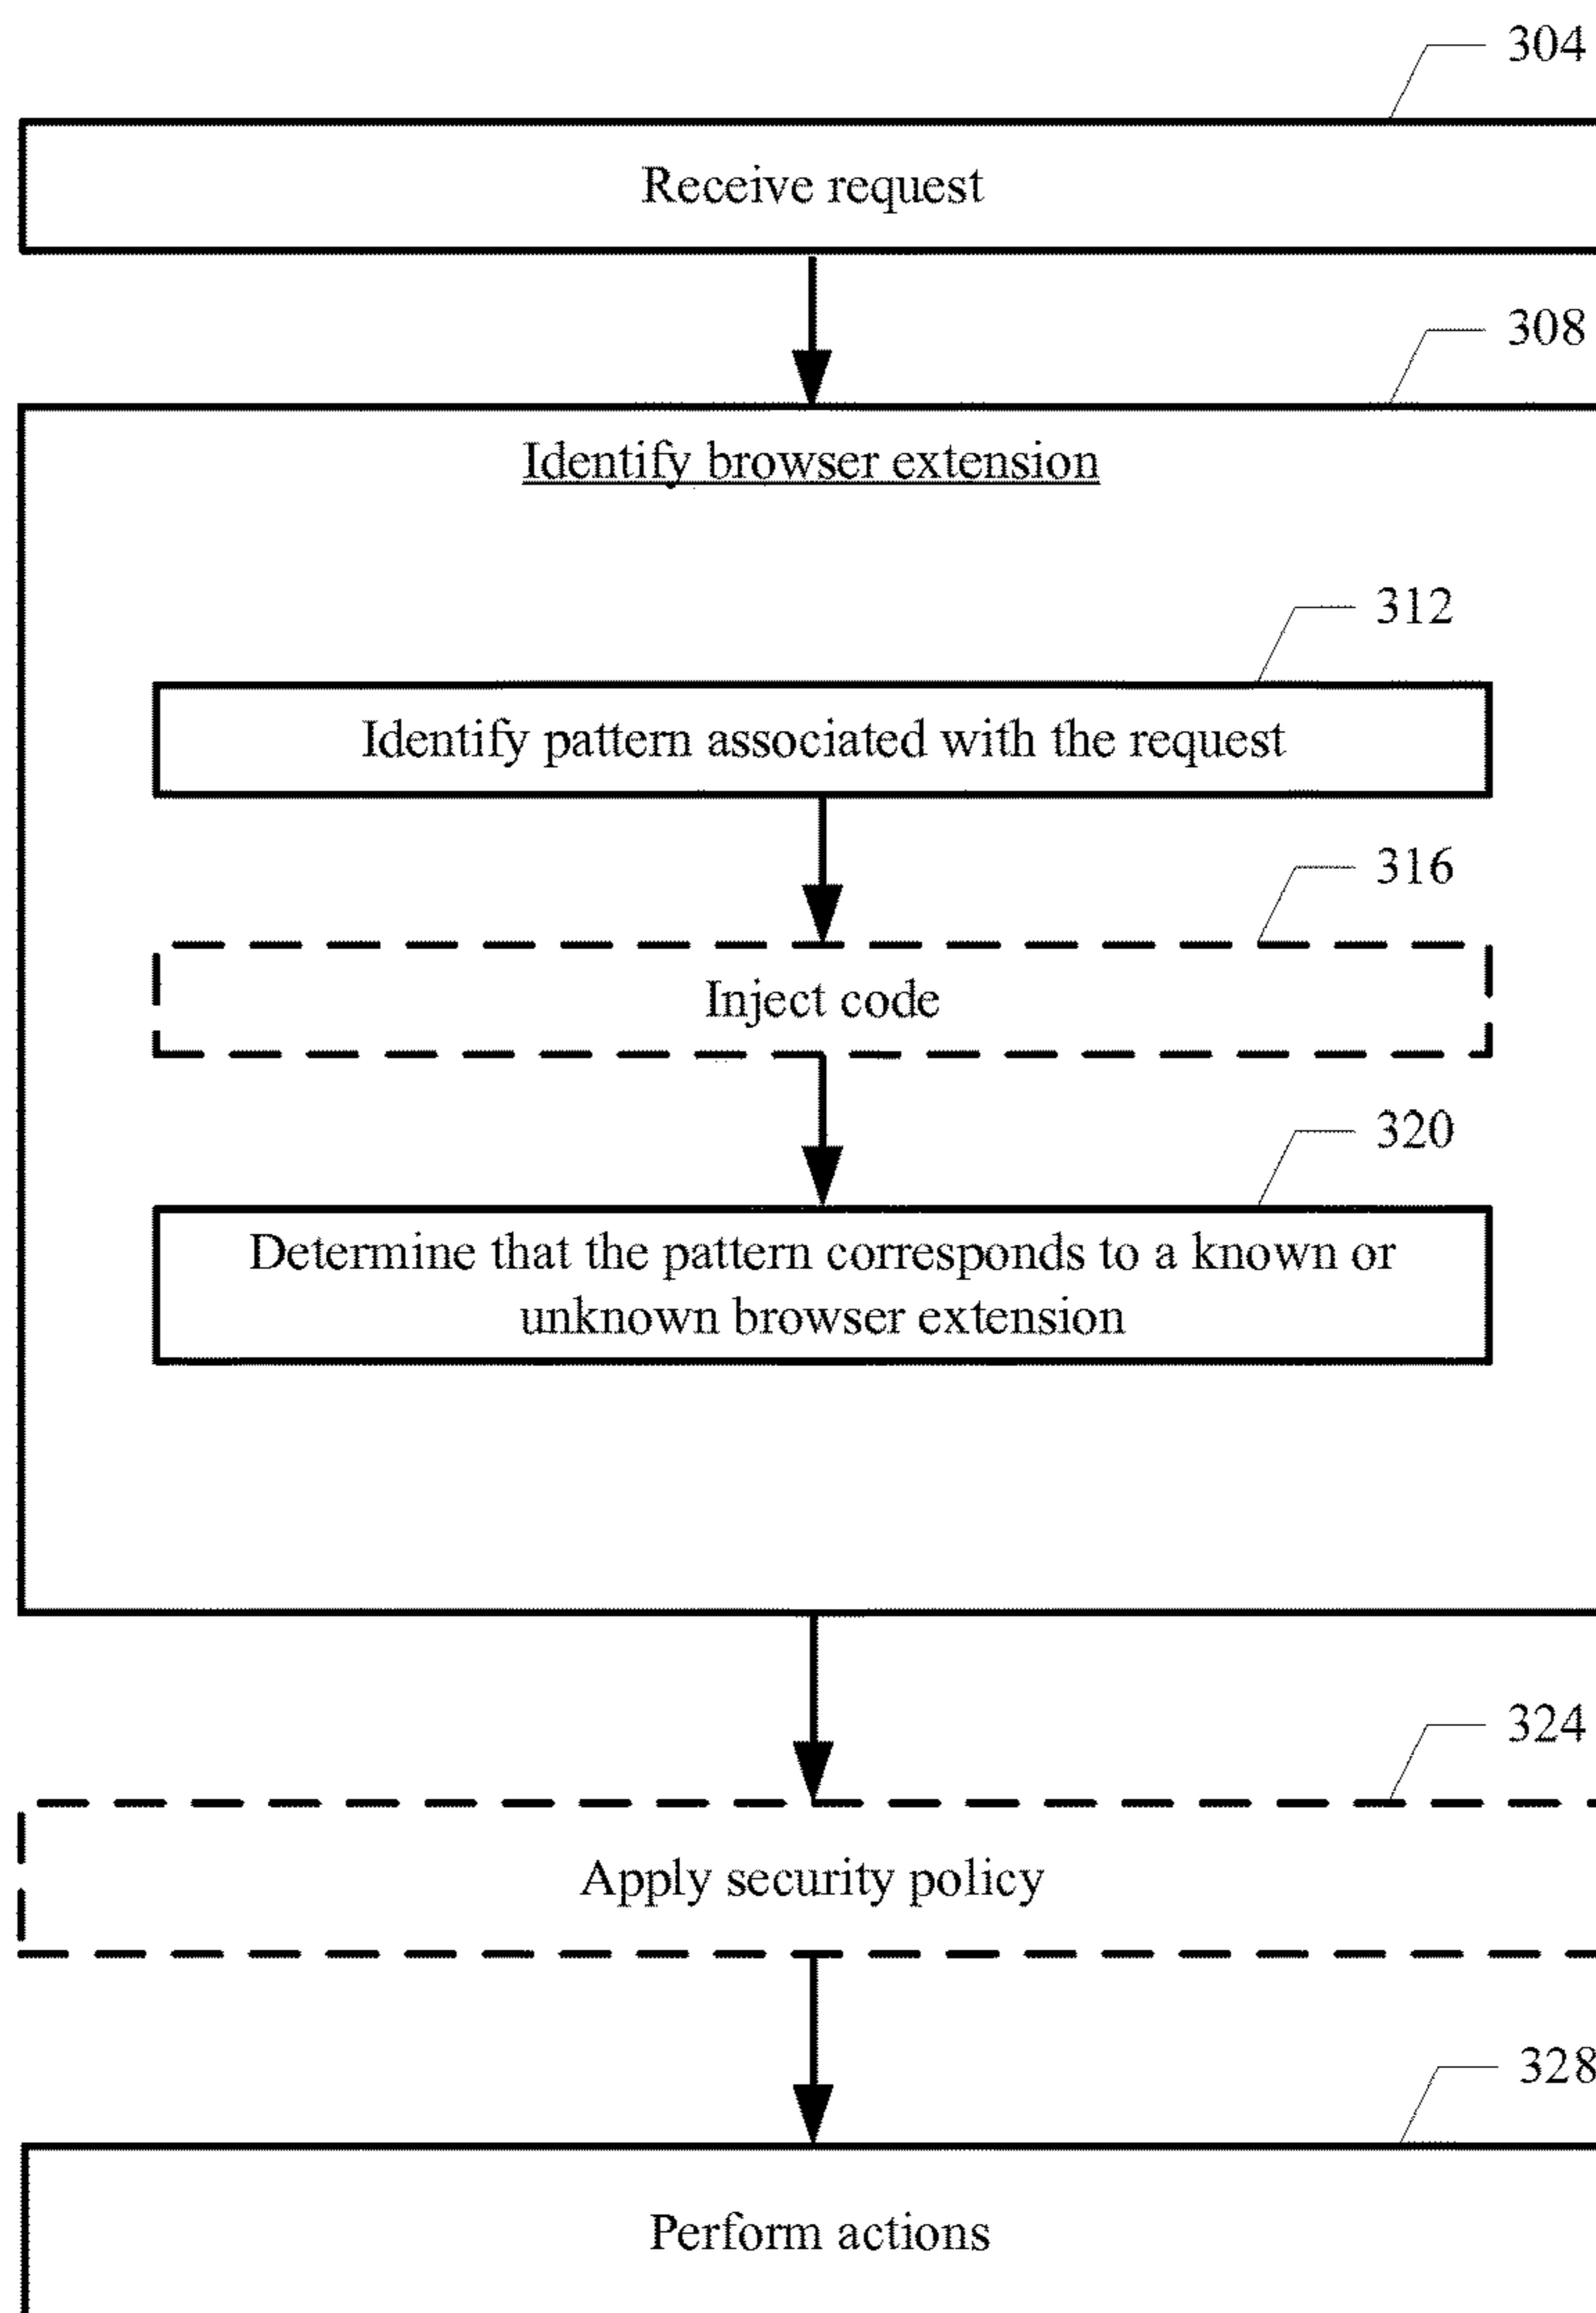 304
Receive request
308
Identify browser extension
312
Identify pattern associated with the request
316
Inject code
320
Determine that the pattern corresponds to a known or
unknown browser extension
324
Apply security policy
328
Perform actions